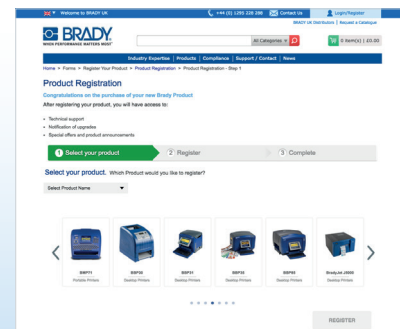 Welcome to BRADY UK
+44 (0) 1295 228 288
Contact Us
Login/Register
BRADY UK Distributors | Request a Catalogue
BRADY
WHEN PERFORMANCE MATTERS MOST
All Categories
0 item(s) | £0.00
Industry Expertise | Products | Compliance | Support / Contact | News
Home » Forms » Register Your Product » Product Registration » Product Registration - Step 1
Product Registration
Congratulations on the purchase of your new Brady Product
After registering your product, you will have access to:
• Technical support
• Notification of upgrades
• Special offers and product announcements
1 Select your product
2 Register
3 Complete
Select your product. Which Product would you like to register?
Select Product Name
BMP71
Portable Printers
BBP30
Desktop Printers
BBP31
Desktop Printers
BBP35
Desktop Printers
BBP85
Desktop Printers
BradyJet J5000
Desktop Printers
REGISTER